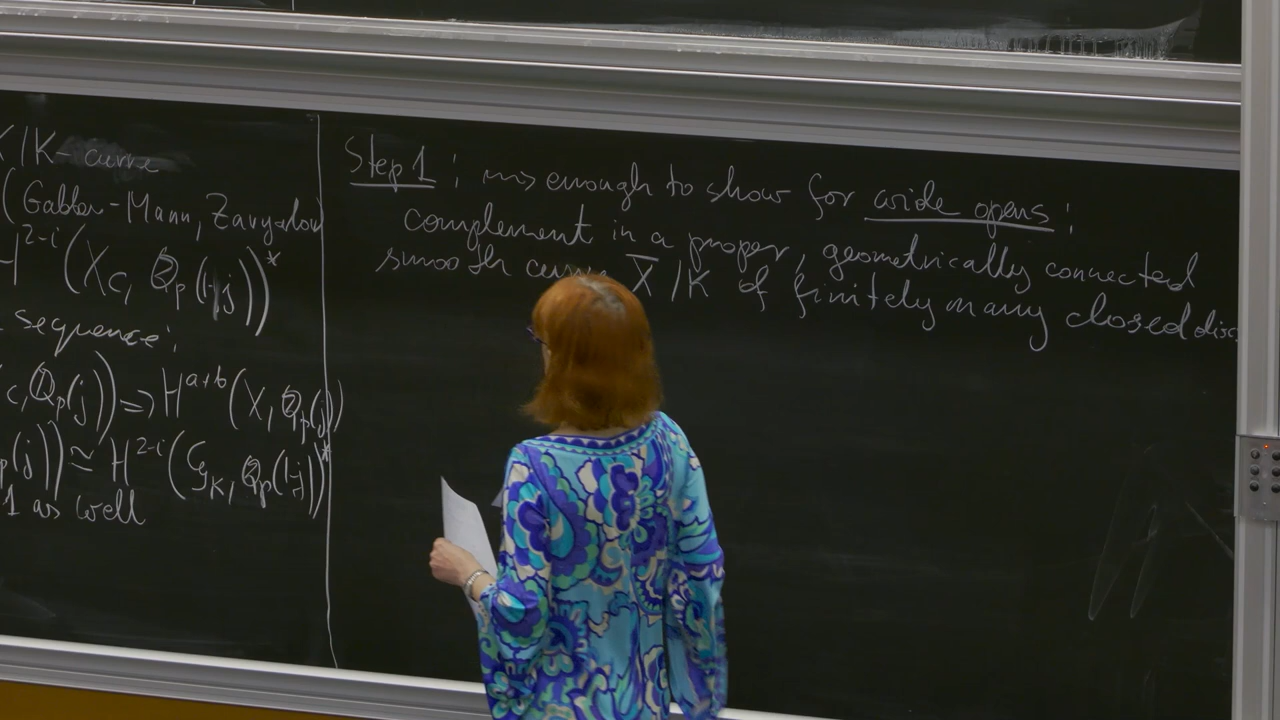 X/K - curve
(Gabber-Mann, Zavyalov
H^{2-i}(X_C, Q_p(1-j))^*
sequence:
C, Q_p(j)) ⇒ H^{a+b}(X, Q_p(j))
p(j)) ≃ H^{2-i}(G_K, Q_p(1-j))^*
1 as well
Step 1: ⇝ enough to show for wide opens:
complement in a proper, geometrically connected
smooth curve X̄/K of finitely many closed disc